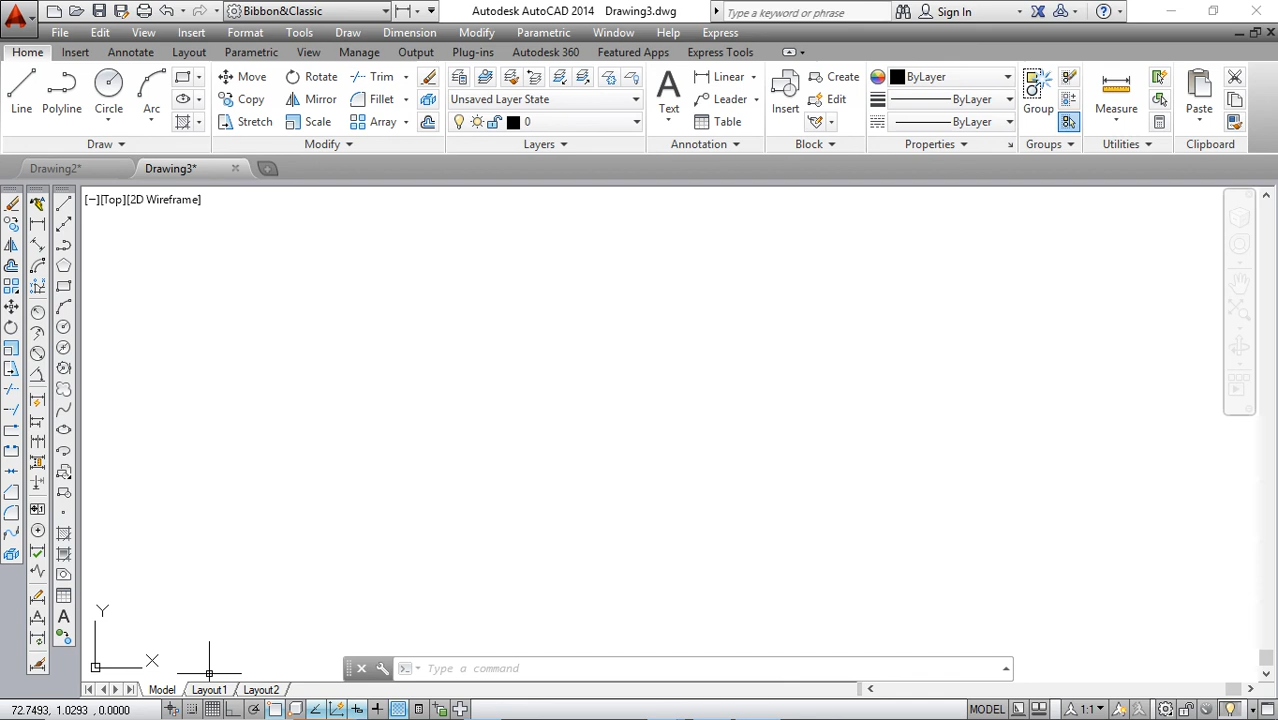 Bibbon&Classic
Autodesk AutoCAD 2014 Drawing3.dwg
Type a keyword or phrase
Sign In
File Edit View Insert Format Tools Draw Dimension Modify Parametric Window Help Express
Home Insert Annotate Layout Parametric View Manage Output Plug-ins Autodesk 360 Featured Apps Express Tools
Line
Polyline
Circle
Arc
Draw
Move Rotate Trim
Copy Mirror Fillet
Stretch Scale Array
Modify
Unsaved Layer State
0
Layers
A
Text
Linear
Leader
Table
Annotation
Insert
Create
Edit
Block
ByLayer
ByLayer
ByLayer
Properties
Group
Groups
Measure
Utilities
Paste
Clipboard
Drawing2* Drawing3*
[−][Top][2D Wireframe]
A
A
Y
X
Type a command
Model Layout1 Layout2
72.7493, 1.0293 , 0.0000
MODEL
1:1